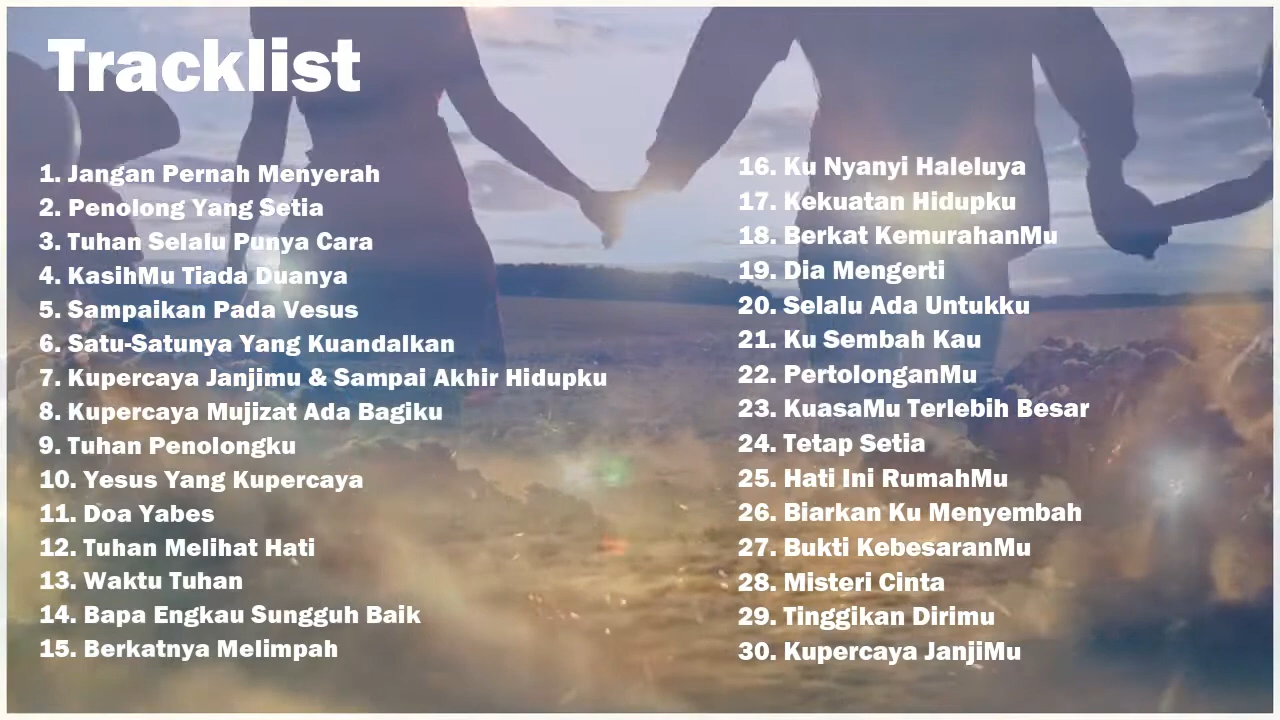 Tracklist
1. Jangan Pernah Menyerah
2. Penolong Yang Setia
3. Tuhan Selalu Punya Cara
4. KasihMu Tiada Duanya
5. Sampaikan Pada Vesus
6. Satu-Satunya Yang Kuandalkan
7. Kupercaya Janjimu & Sampai Akhir Hidupku
8. Kupercaya Mujizat Ada Bagiku
9. Tuhan Penolongku
10. Yesus Yang Kupercaya
11. Doa Yabes
12. Tuhan Melihat Hati
13. Waktu Tuhan
14. Bapa Engkau Sungguh Baik
15. Berkatnya Melimpah
16. Ku Nyanyi Haleluya
17. Kekuatan Hidupku
18. Berkat KemurahanMu
19. Dia Mengerti
20. Selalu Ada Untukku
21. Ku Sembah Kau
22. PertolonganMu
23. KuasaMu Terlebih Besar
24. Tetap Setia
25. Hati Ini RumahMu
26. Biarkan Ku Menyembah
27. Bukti KebesaranMu
28. Misteri Cinta
29. Tinggikan Dirimu
30. Kupercaya JanjiMu